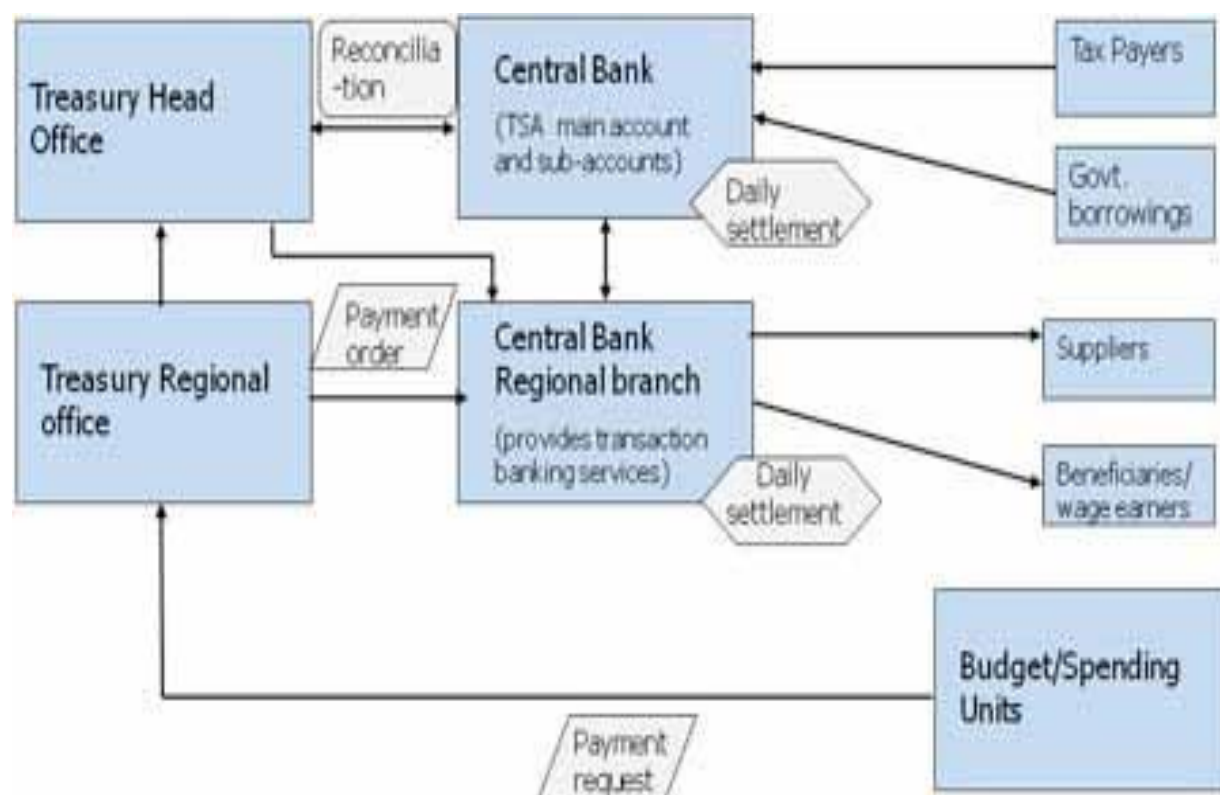 Treasury Head
Office
Reconcilia
-tion
Central Bank
(TSA main account
and sub-accounts)
Daily
settlement
Tax Payers
Govt.
borrowings
Treasury Regional
office
Payment
order
Central Bank
Regional branch
(provides transaction
banking services)
Daily
settlement
Suppliers
Beneficiaries/
wage earners
Budget/Spending
Units
Payment
request